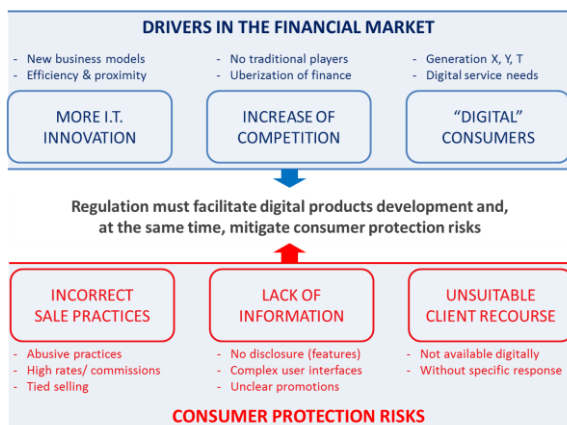 DRIVERS IN THE FINANCIAL MARKET
- New business models
- Efficiency & proximity
- No traditional players
- Uberization of finance
- Generation X, Y, T
- Digital service needs
MORE I.T.
INNOVATION
INCREASE OF
COMPETITION
"DIGITAL"
CONSUMERS
Regulation must facilitate digital products development and,
at the same time, mitigate consumer protection risks
INCORRECT
SALE PRACTICES
LACK OF
INFORMATION
UNSUITABLE
CLIENT RECOURSE
- Abusive practices
- High rates/ commissions
- Tied selling
- No disclosure (features)
- Complex user interfaces
- Unclear promotions
- Not available digitally
- Without specific response
CONSUMER PROTECTION RISKS